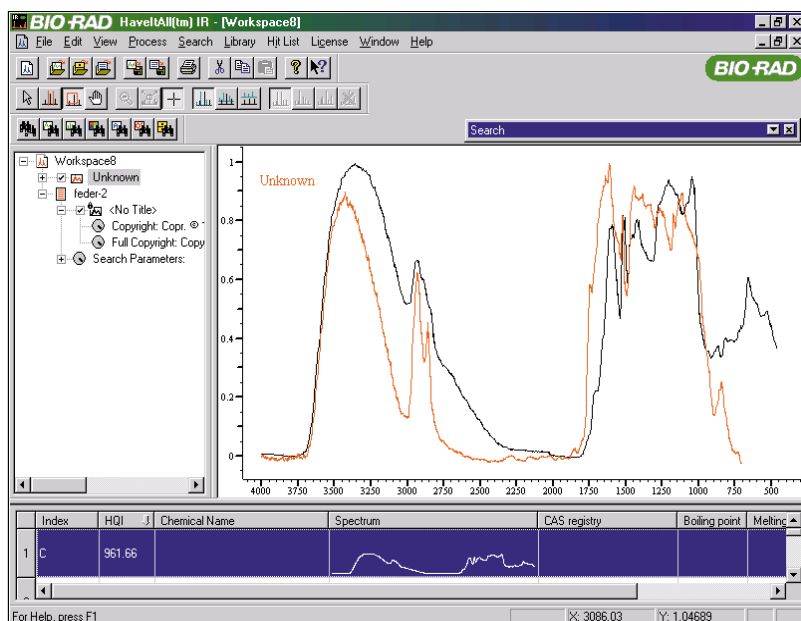 BIO-RAD HaveItAll(tm) IR - [Workspace8]
File Edit View Process Search Library Hit List License Window Help
BIO-RAD
Search
Workspace8
Unknown
feder-2
<No Title>
Copyright: Copr. ©
Full Copyright: Copy
Search Parameters:
Unknown
1
0.8
0.6
0.4
0.2
0
4000 3750 3500 3250 3000 2750 2500 2250 2000 1750 1500 1250 1000 750 500
Index HQI Chemical Name Spectrum CAS registry Boiling point Melting
1 C 961.66
For Help, press F1 X: 3086.03 Y: 1.04689